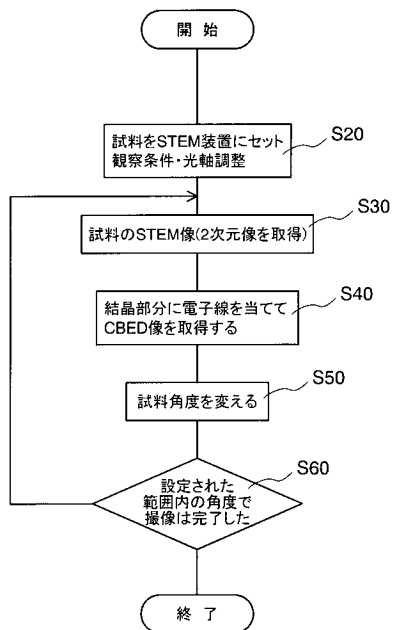 開 始
試料をSTEM装置にセット
観察条件・光軸調整
S20
試料のSTEM像(2次元像を取得)
S30
結晶部分に電子線を当てて
CBED像を取得する
S40
試料角度を変える
S50
設定された
範囲内の角度で
撮像は完了した
S60
終 了